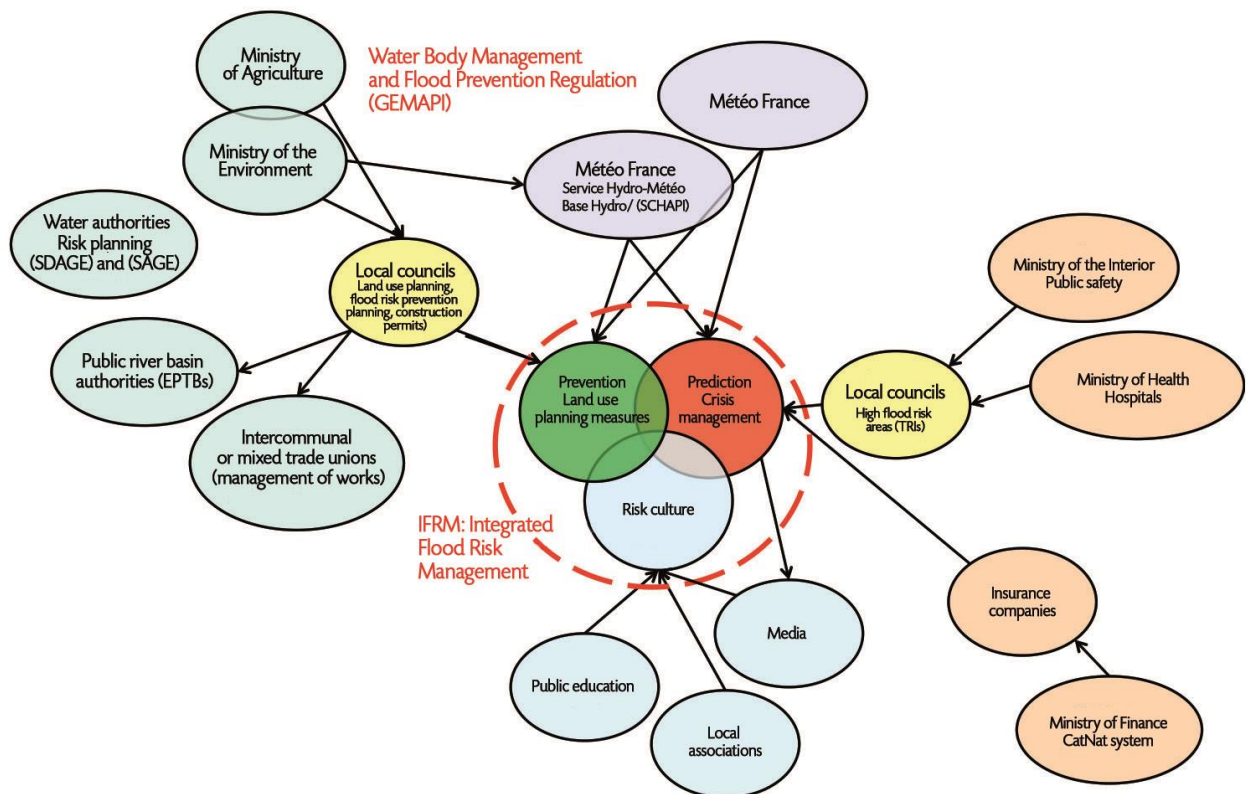 Ministry
of Agriculture
Water Body Management
and Flood Prevention Regulation
(GEMAPI)
Météo France
Ministry of the
Environment
Météo France
Service Hydro-Météo
Base Hydro/ (SCHAPI)
Water authorities
Risk planning
(SDAGE) and (SAGE)
Local councils
Land use planning,
flood risk prevention
planning, construction
permits)
Ministry of the Interior
Public safety
Public river basin
authorities (EPTBs)
Prevention
Land use
planning measures
Prediction
Crisis
management
Local councils
High flood risk
areas (TRIs)
Ministry of Health
Hospitals
Intercommunal
or mixed trade unions
(management of works)
Risk culture
IFRM: Integrated
Flood Risk
Management
Insurance
companies
Media
Public education
Local
associations
Ministry of Finance
CatNat system